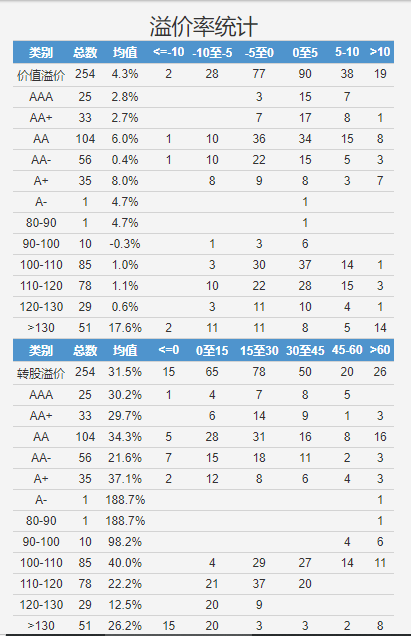 溢价率统计
类别 总数 均值 <=-10 -10至-5 -5至0 0至5 5-10 >10
价值溢价 254 4.3% 2 28 77 90 38 19
AAA 25 2.8% 3 15 7
AA+ 33 2.7% 7 17 8 1
AA 104 6.0% 1 10 36 34 15 8
AA- 56 0.4% 1 10 22 15 5 3
A+ 35 8.0% 8 9 8 3 7
A- 1 4.7% 1
80-90 1 4.7% 1
90-100 10 -0.3% 1 3 6
100-110 85 1.0% 3 30 37 14 1
110-120 78 1.1% 10 22 28 15 3
120-130 29 0.6% 3 11 10 4 1
>130 51 17.6% 2 11 11 8 5 14
类别 总数 均值 <=0 0至15 15至30 30至45 45-60 >60
转股溢价 254 31.5% 15 65 78 50 20 26
AAA 25 30.2% 1 4 7 8 5
AA+ 33 29.7% 6 14 9 1 3
AA 104 34.3% 5 28 31 16 8 16
AA- 56 21.6% 7 15 18 11 2 3
A+ 35 37.1% 2 12 8 6 4 3
A- 1 188.7% 1
80-90 1 188.7% 1
90-100 10 98.2% 4 6
100-110 85 40.0% 4 29 27 14 11
110-120 78 22.2% 21 37 20
120-130 29 12.5% 20 9
>130 51 26.2% 15 20 3 3 2 8